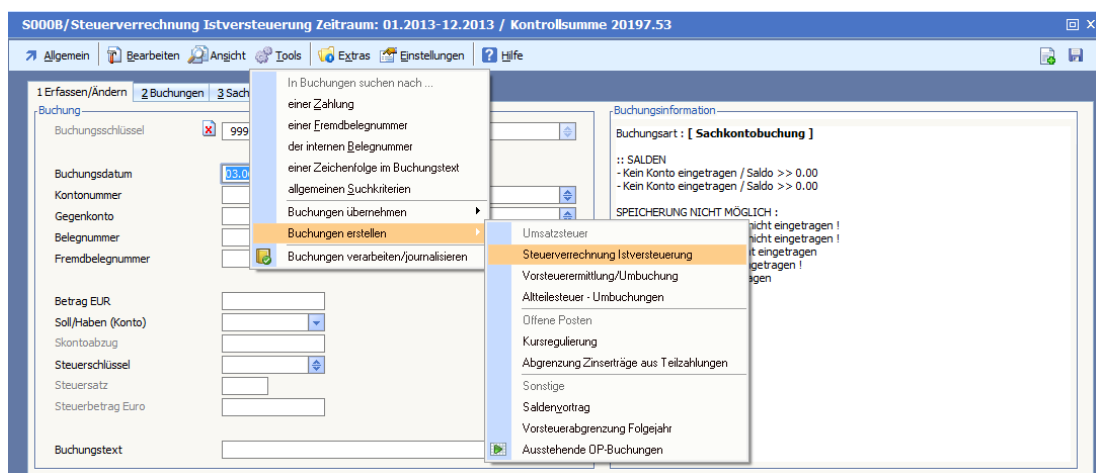 S000B/Steuerverrechnung Istversteuerung Zeitraum: 01.2013-12.2013 / Kontrollsumme 20197.53
Allgemein Bearbeiten Ansicht Tools Extras Einstellungen Hilfe
1 Erfassen/Ändern 2 Buchungen 3 Sach
Buchung
Buchungsschlüssel 999
Buchungsdatum 03.0
Kontonummer
Gegenkonto
Belegnummer
Fremdbelegnummer
Betrag EUR
Soll/Haben (Konto)
Skontoabzug
Steuerschlüssel
Steuersatz
Steuerbetrag Euro
Buchungstext
In Buchungen suchen nach ...
einer Zahlung
einer Fremdbelegnummer
der internen Belegnummer
einer Zeichenfolge im Buchungstext
allgemeinen Suchkriterien
Buchungen übernehmen
Buchungen erstellen
Buchungen verarbeiten/journalisieren
Umsatzsteuer
Steuerverrechnung Istversteuerung
Vorsteuerermittlung/Umbuchung
Altteilesteuer - Umbuchungen
Offene Posten
Kursregulierung
Abgrenzung Zinserträge aus Teilzahlungen
Sonstige
Saldenvortrag
Vorsteuerabgrenzung Folgejahr
Ausstehende OP-Buchungen
Buchungsinformation
Buchungsart : [ Sachkontobuchung ]
:: SALDEN
- Kein Konto eingetragen / Saldo >> 0.00
- Kein Konto eingetragen / Saldo >> 0.00
SPEICHERUNG NICHT MÖGLICH :
nicht eingetragen !
nicht eingetragen !
eingetragen
getragen !
agen